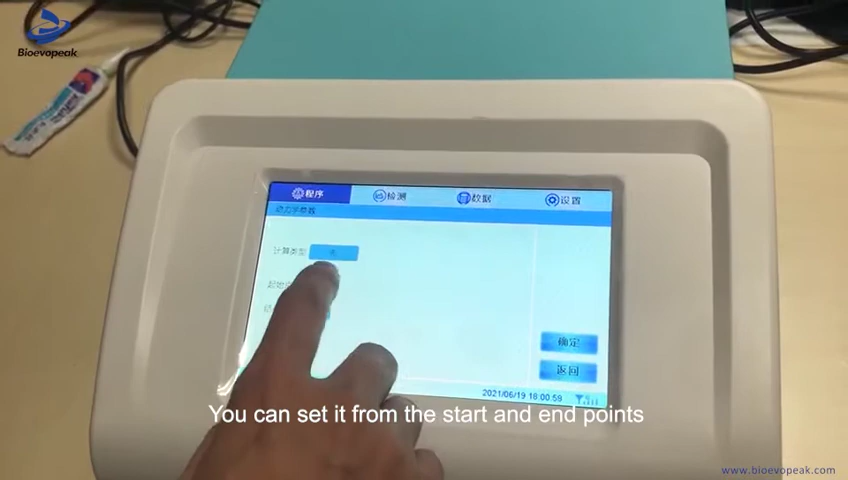 Bioevopeak
程序
检测
数据
设置
动力学参数
计算类型
起始
确定
返回
2021/06/19 18:00:59
You can set it from the start and end points
www.bioevopeak.com